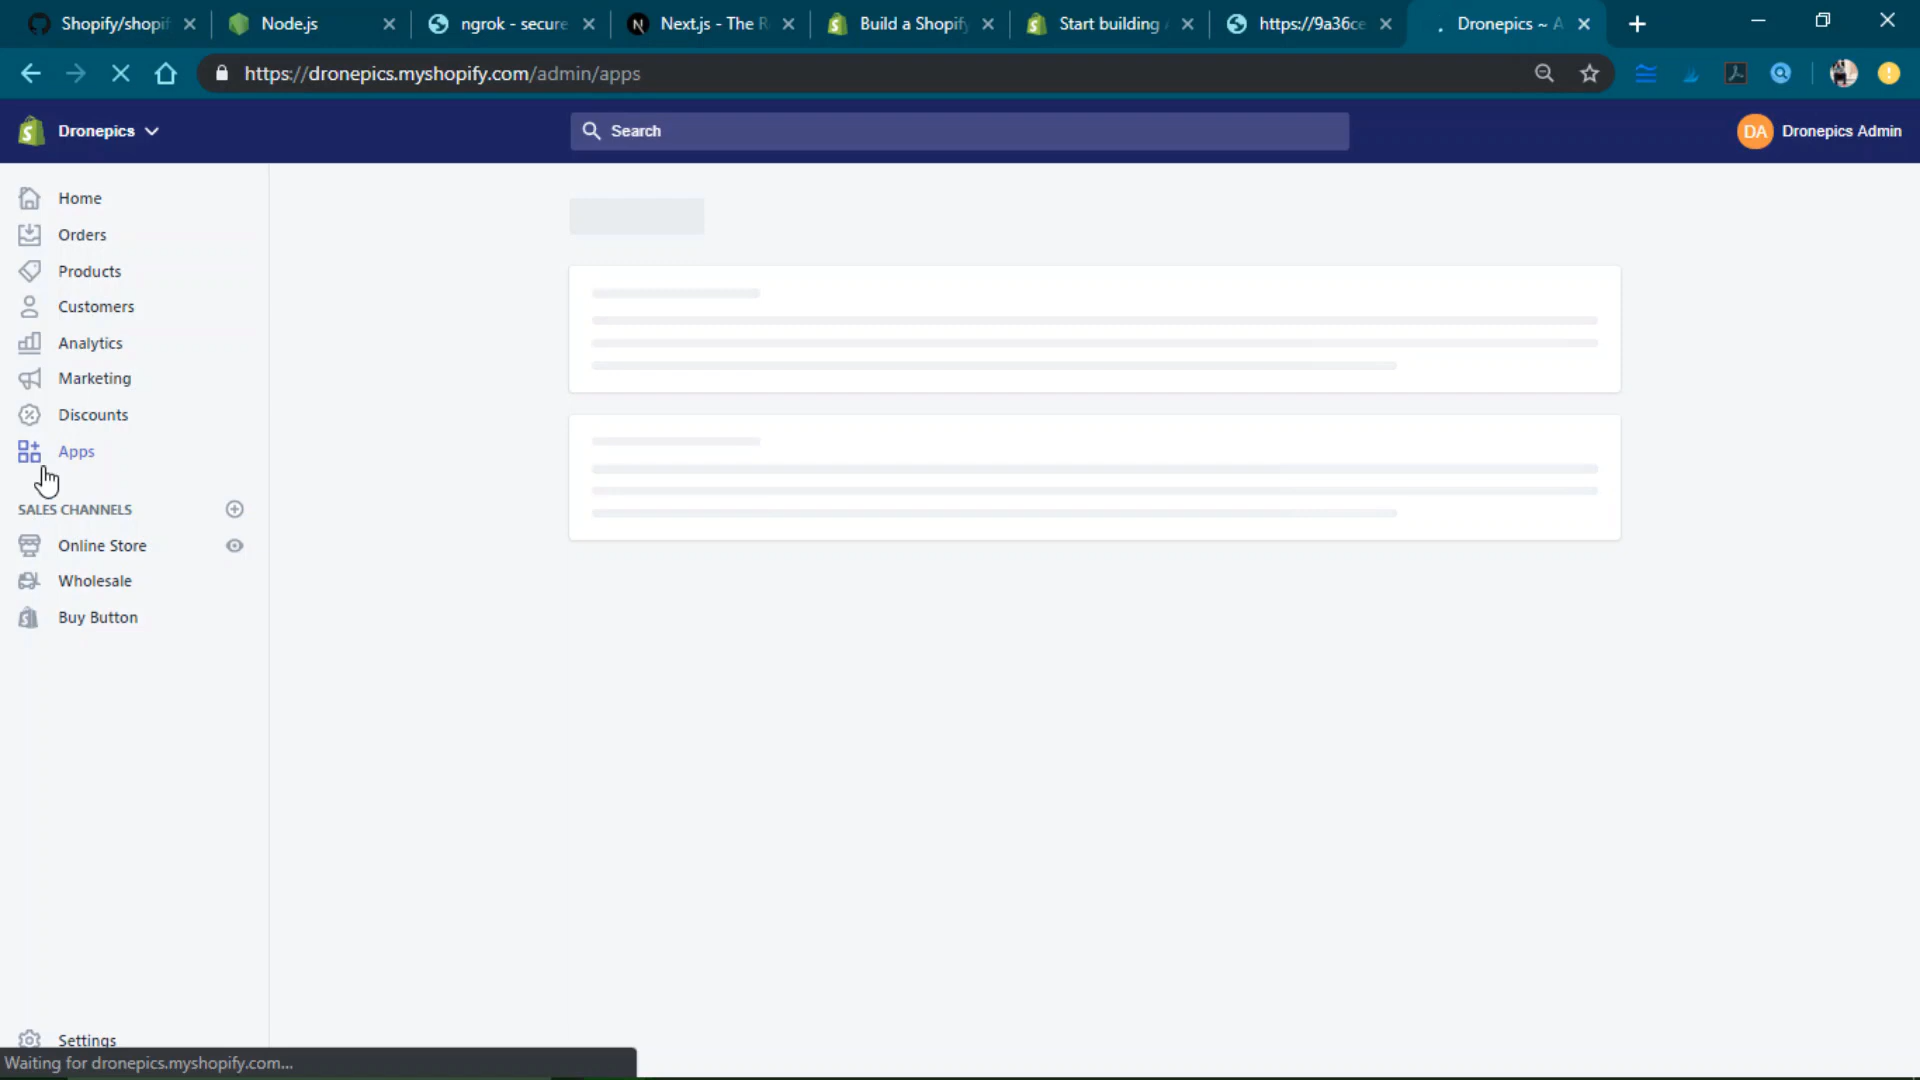 Shopify/shopif
Node.js
ngrok - secure
Next.js - The R
Build a Shopify
Start building
https://9a36ce
Dronepics ~ A
https://dronepics.myshopify.com/admin/apps
Dronepics
Search
DA
Dronepics Admin
Home
Orders
Products
Customers
Analytics
Marketing
Discounts
Apps
SALES CHANNELS
Online Store
Wholesale
Buy Button
Settings
Waiting for dronepics.myshopify.com...